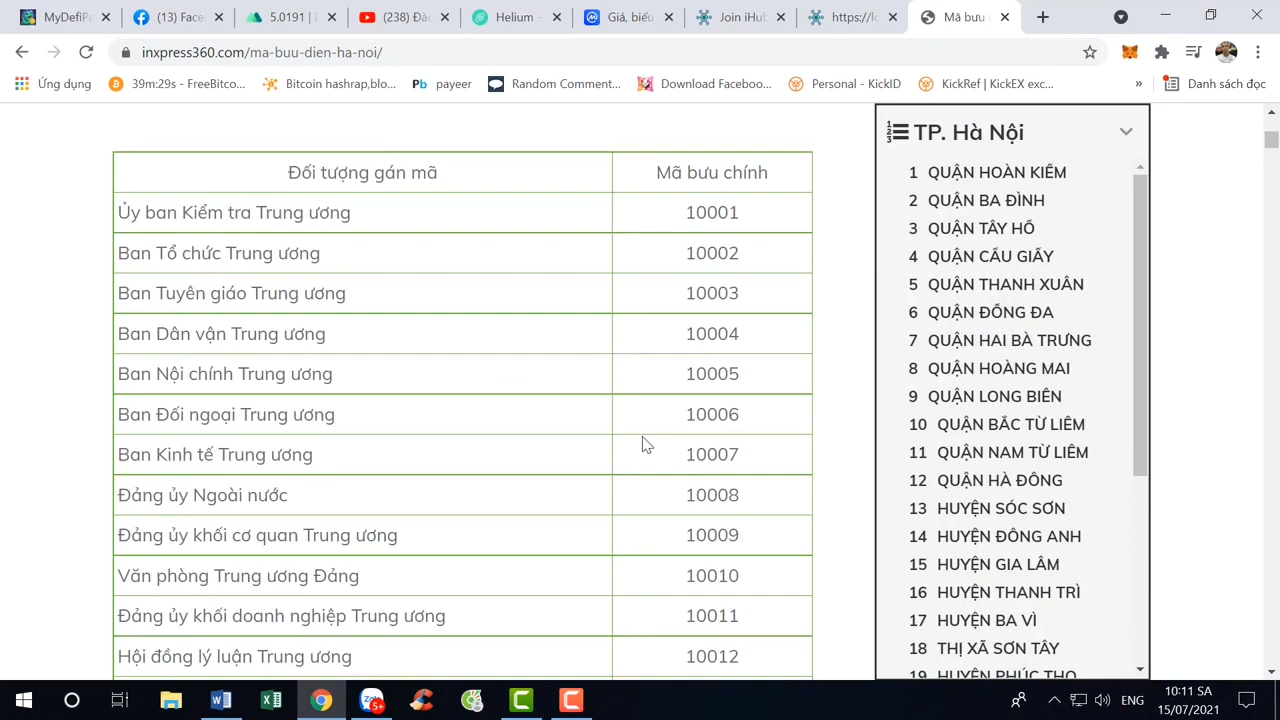 MyDefiP
(13) Face
5.0191 |
(238) Đã
Helium -
Giá, biểu
Join iHub
https://l
Mã bưu
inxpress360.com/ma-buu-dien-ha-noi/
Ứng dụng
39m:29s - FreeBitco...
Bitcoin hashrap,blo...
Pb payeer
Random Comment...
Download Faceboo...
Personal - KickID
KickRef | KickEX exc...
»
Danh sách đọc
Đối tượng gán mã Mã bưu chính
Ủy ban Kiểm tra Trung ương 10001
Ban Tổ chức Trung ương 10002
Ban Tuyên giáo Trung ương 10003
Ban Dân vận Trung ương 10004
Ban Nội chính Trung ương 10005
Ban Đối ngoại Trung ương 10006
Ban Kinh tế Trung ương 10007
Đảng ủy Ngoài nước 10008
Đảng ủy khối cơ quan Trung ương 10009
Văn phòng Trung ương Đảng 10010
Đảng ủy khối doanh nghiệp Trung ương 10011
Hội đồng lý luận Trung ương 10012
TP. Hà Nội
1 QUẬN HOÀN KIẾM
2 QUẬN BA ĐÌNH
3 QUẬN TÂY HỒ
4 QUẬN CẦU GIẤY
5 QUẬN THANH XUÂN
6 QUẬN ĐỐNG ĐA
7 QUẬN HAI BÀ TRƯNG
8 QUẬN HOÀNG MAI
9 QUẬN LONG BIÊN
10 QUẬN BẮC TỪ LIÊM
11 QUẬN NAM TỪ LIÊM
12 QUẬN HÀ ĐÔNG
13 HUYỆN SÓC SƠN
14 HUYỆN ĐÔNG ANH
15 HUYỆN GIA LÂM
16 HUYỆN THANH TRÌ
17 HUYỆN BA VÌ
18 THỊ XÃ SƠN TÂY
19 HUYỆN PHÚC THỌ
5+
ENG
10:11 SA
15/07/2021